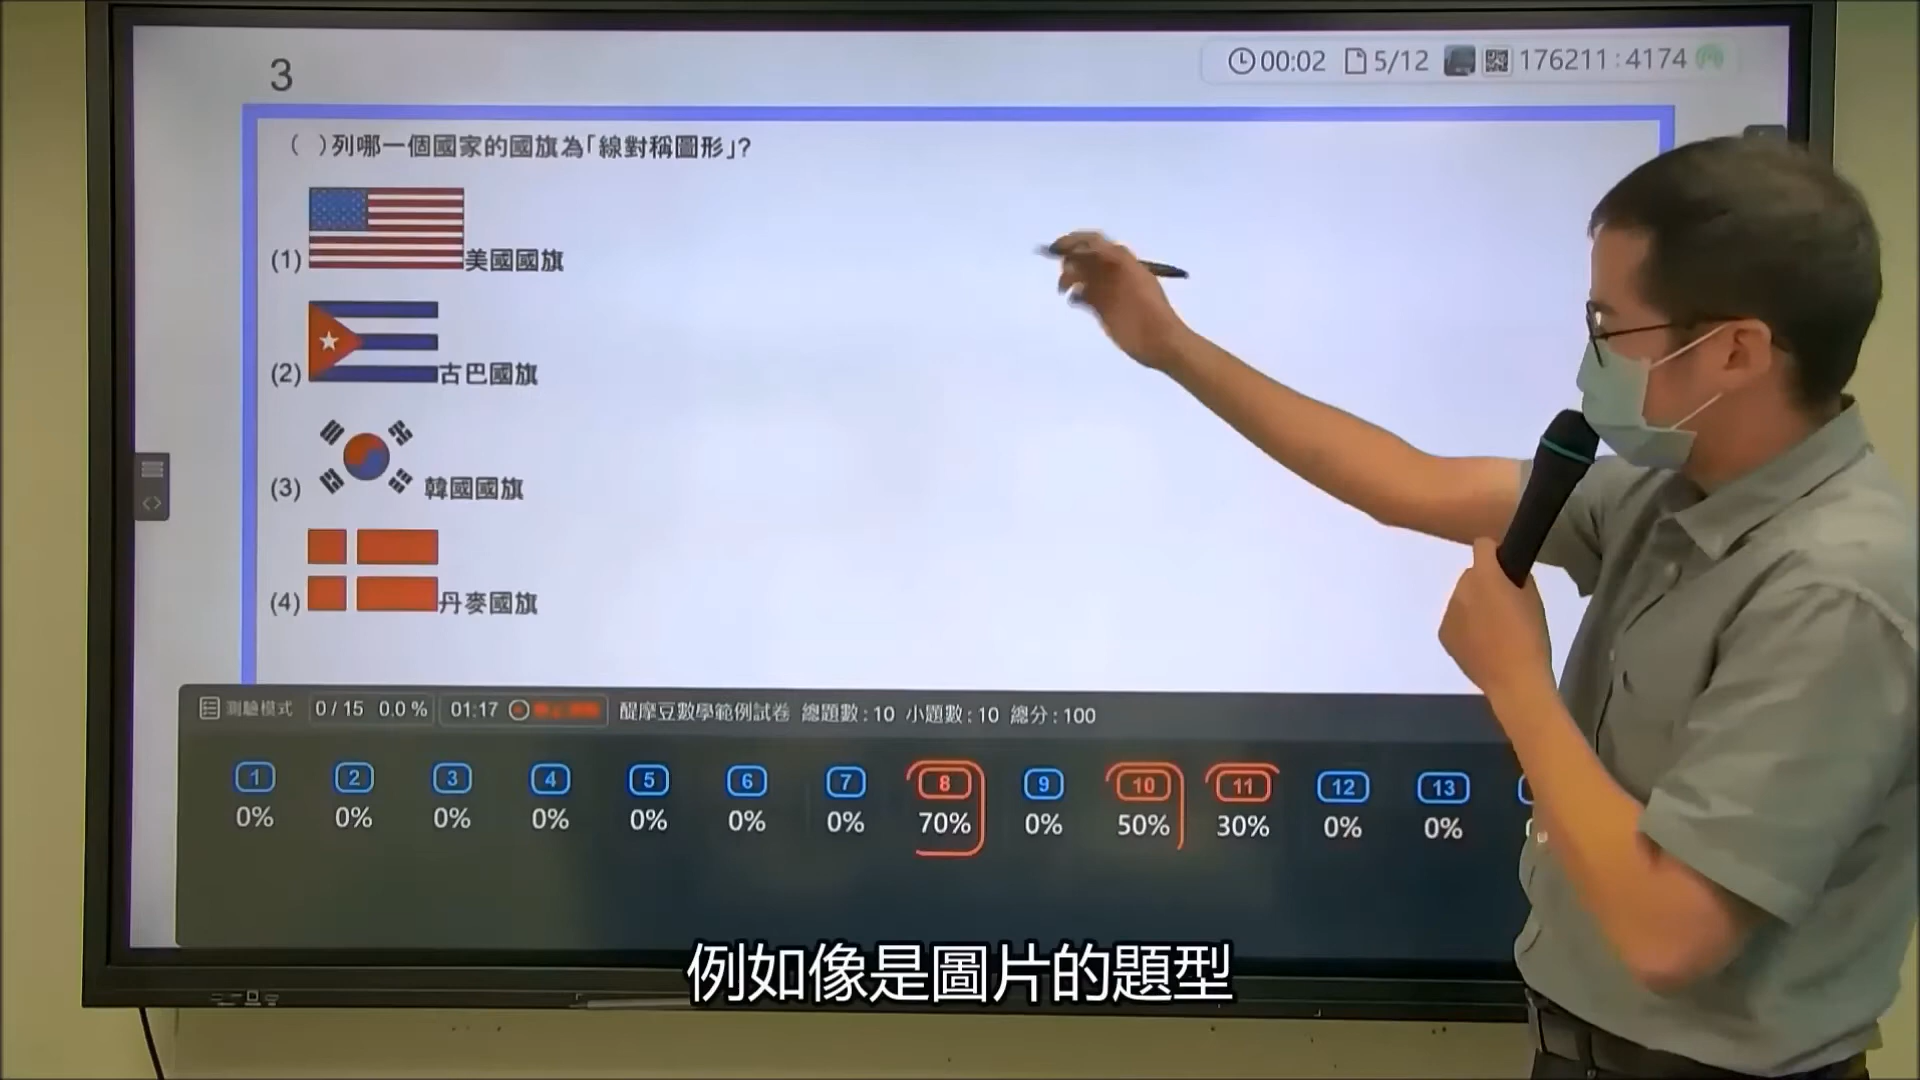 3
00:02 5/12 176211:4174
( )列哪一個國家的國旗為「線對稱圖形」?
(1) 美國國旗
(2) 古巴國旗
(3) 韓國國旗
(4) 丹麥國旗
測驗模式 0/15 0.0% 01:17 醍摩豆數學範例試卷 總題數:10 小題數:10 總分:100
1 2 3 4 5 6 7 8 9 10 11 12 13
0% 0% 0% 0% 0% 0% 0% 70% 0% 50% 30% 0% 0%
例如像是圖片的題型